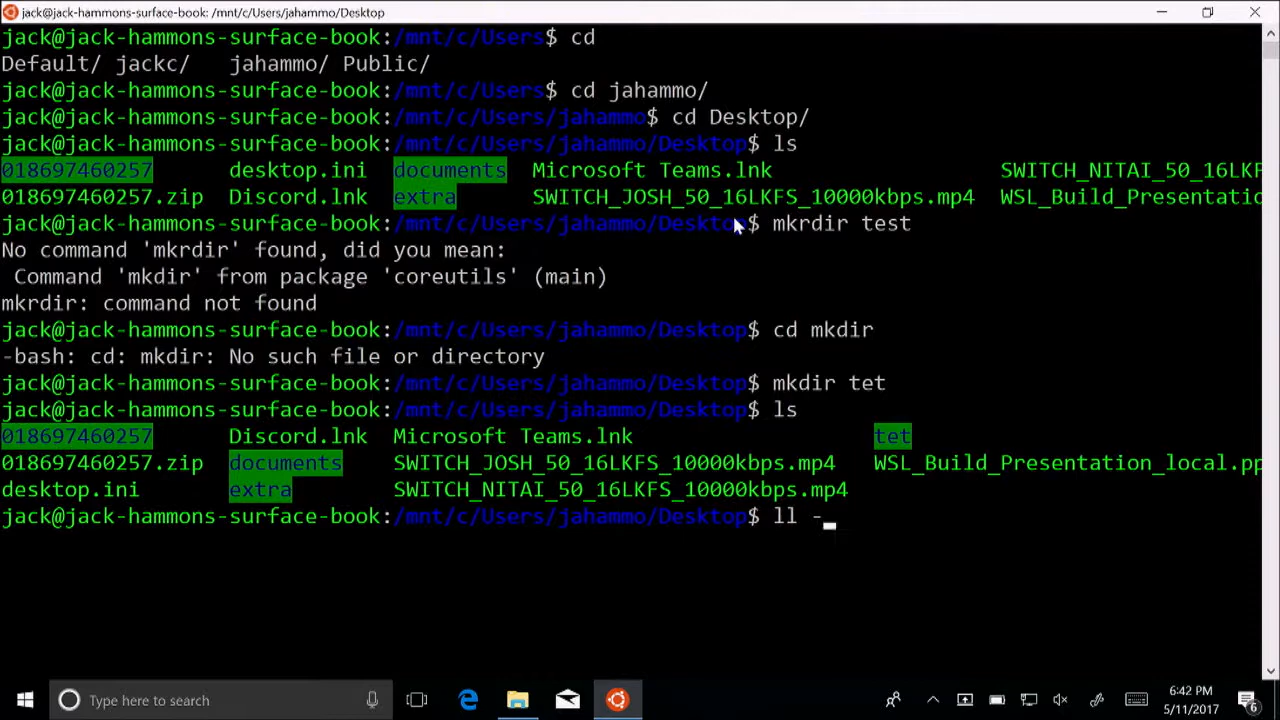 jack@jack-hammons-surface-book: /mnt/c/Users/jahammo/Desktop
jack@jack-hammons-surface-book:/mnt/c/Users$ cd
Default/ jackc/   jahammo/ Public/
jack@jack-hammons-surface-book:/mnt/c/Users$ cd jahammo/
jack@jack-hammons-surface-book:/mnt/c/Users/jahammo$ cd Desktop/
jack@jack-hammons-surface-book:/mnt/c/Users/jahammo/Desktop$ ls
018697460257      desktop.ini  documents  Microsoft Teams.lnk                  SWITCH_NITAI_50_16LKF
018697460257.zip  Discord.lnk  extra      SWITCH_JOSH_50_16LKFS_10000kbps.mp4  WSL_Build_Presentatio
jack@jack-hammons-surface-book:/mnt/c/Users/jahammo/Desktop$ mkrdir test
No command 'mkrdir' found, did you mean:
 Command 'mkdir' from package 'coreutils' (main)
mkrdir: command not found
jack@jack-hammons-surface-book:/mnt/c/Users/jahammo/Desktop$ cd mkdir
-bash: cd: mkdir: No such file or directory
jack@jack-hammons-surface-book:/mnt/c/Users/jahammo/Desktop$ mkdir tet
jack@jack-hammons-surface-book:/mnt/c/Users/jahammo/Desktop$ ls
018697460257      Discord.lnk  Microsoft Teams.lnk                   tet
018697460257.zip  documents    SWITCH_JOSH_50_16LKFS_10000kbps.mp4   WSL_Build_Presentation_local.pp
desktop.ini       extra        SWITCH_NITAI_50_16LKFS_10000kbps.mp4
jack@jack-hammons-surface-book:/mnt/c/Users/jahammo/Desktop$ ll -_
Type here to search
6:42 PM
5/11/2017
6